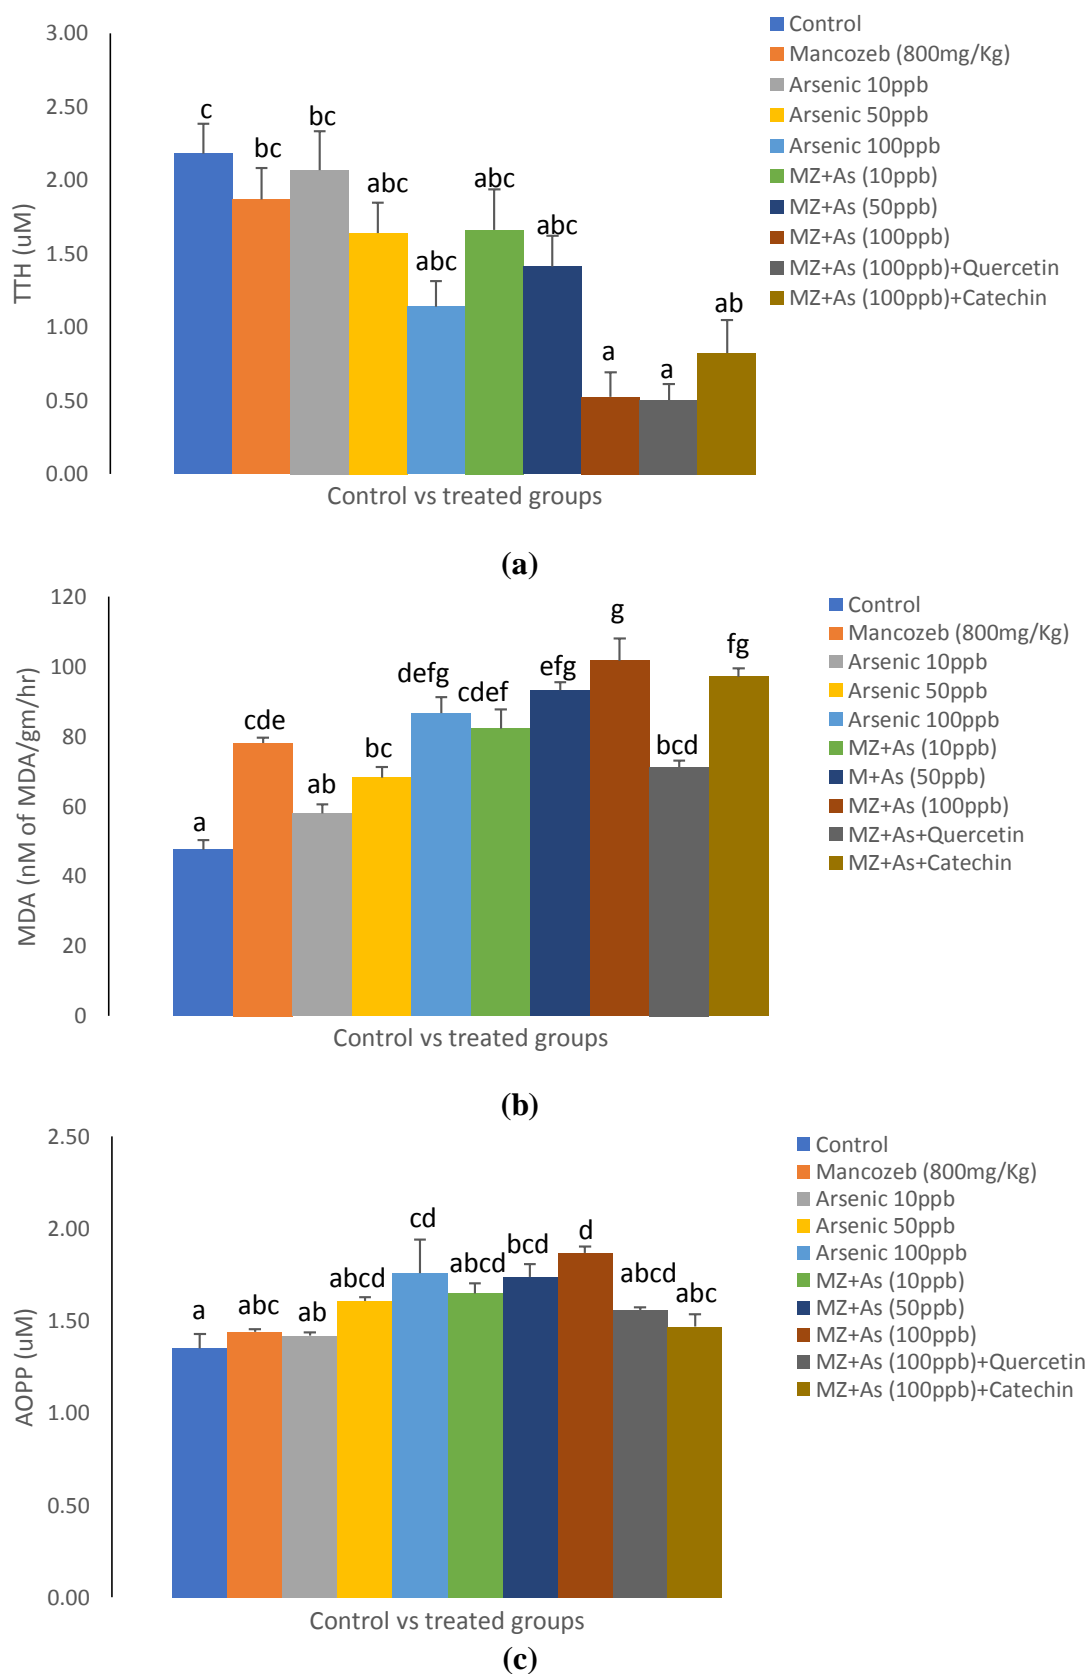 3.00
2.50
2.00
1.50
1.00
0.50
0.00
TTH (uM)
c
bc
bc
abc
abc
abc
abc
a
a
ab
Control vs treated groups
Control
Mancozeb (800mg/Kg)
Arsenic 10ppb
Arsenic 50ppb
Arsenic 100ppb
MZ+As (10ppb)
MZ+As (50ppb)
MZ+As (100ppb)
MZ+As (100ppb)+Quercetin
MZ+As (100ppb)+Catechin
(a)
120
100
80
60
40
20
0
MDA (nM of MDA/gm/hr)
a
cde
ab
bc
defg
cdef
efg
g
bcd
fg
Control vs treated groups
Control
Mancozeb (800mg/Kg)
Arsenic 10ppb
Arsenic 50ppb
Arsenic 100ppb
MZ+As (10ppb)
M+As (50ppb)
MZ+As (100ppb)
MZ+As+Quercetin
MZ+As+Catechin
(b)
2.50
2.00
1.50
1.00
0.50
0.00
AOPP (uM)
a
abc
ab
abcd
cd
abcd
bcd
d
abcd
abc
Control vs treated groups
Control
Mancozeb (800mg/Kg)
Arsenic 10ppb
Arsenic 50ppb
Arsenic 100ppb
MZ+As (10ppb)
MZ+As (50ppb)
MZ+As (100ppb)
MZ+As (100ppb)+Quercetin
MZ+As (100ppb)+Catechin
(c)